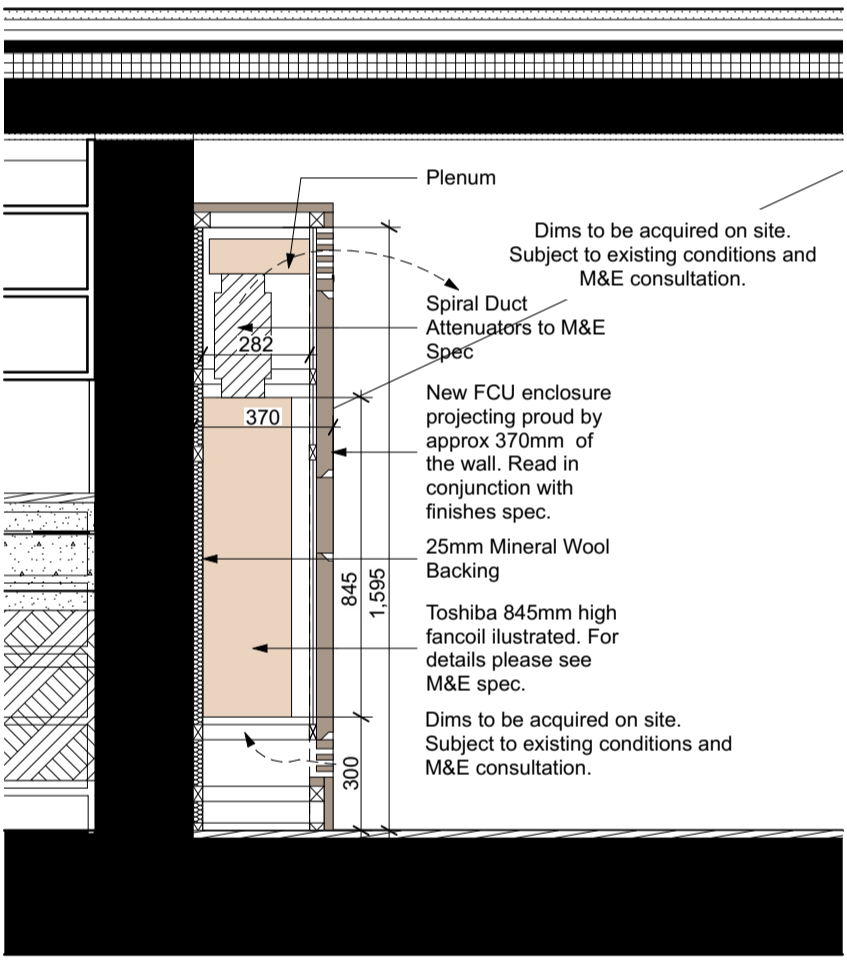 Plenum
Dims to be acquired on site.
Subject to existing conditions and
M&E consultation.
Spiral Duct
Attenuators to M&E
Spec
282
New FCU enclosure
projecting proud by
approx 370mm of
the wall. Read in
conjunction with
finishes spec.
370
25mm Mineral Wool
Backing
845
1,595
Toshiba 845mm high
fancoil ilustrated. For
details please see
M&E spec.
Dims to be acquired on site.
Subject to existing conditions and
M&E consultation.
300